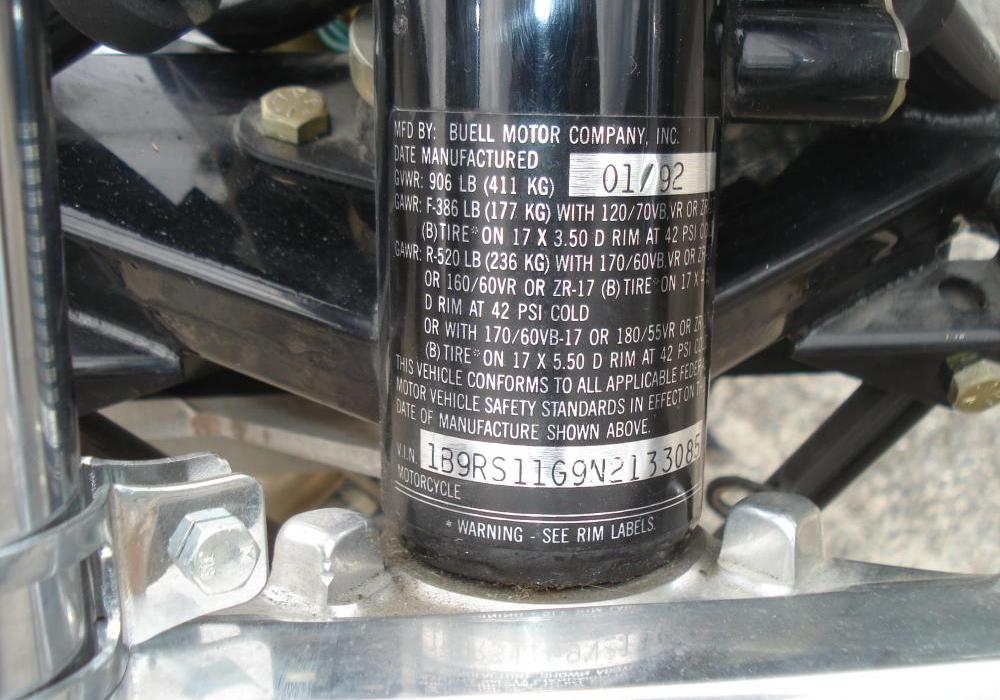 MFD BY: BUELL MOTOR COMPANY, INC.
DATE MANUFACTURED 01/92
GVWR: 906 LB (411 KG)
GAWR: F-386 LB (177 KG) WITH 120/70VB,VR OR
(B)TIRE* ON 17 X 3.50 D RIM AT 42 PSI
GAWR: R-520 LB (236 KG) WITH 170/60VB,VR OR
OR 160/60VR OR ZR-17 (B)TIRE* ON 17 X
D RIM AT 42 PSI COLD
OR WITH 170/60VB-17 OR 180/55VR OR
(B)TIRE* ON 17 X 5.50 D RIM AT 42 PSI
THIS VEHICLE CONFORMS TO ALL APPLICABLE
MOTOR VEHICLE SAFETY STANDARDS IN EFFECT ON
DATE OF MANUFACTURE SHOWN ABOVE.
V.I.N. 1B9RS11G9N2133085
MOTORCYCLE
* WARNING - SEE RIM LABELS.